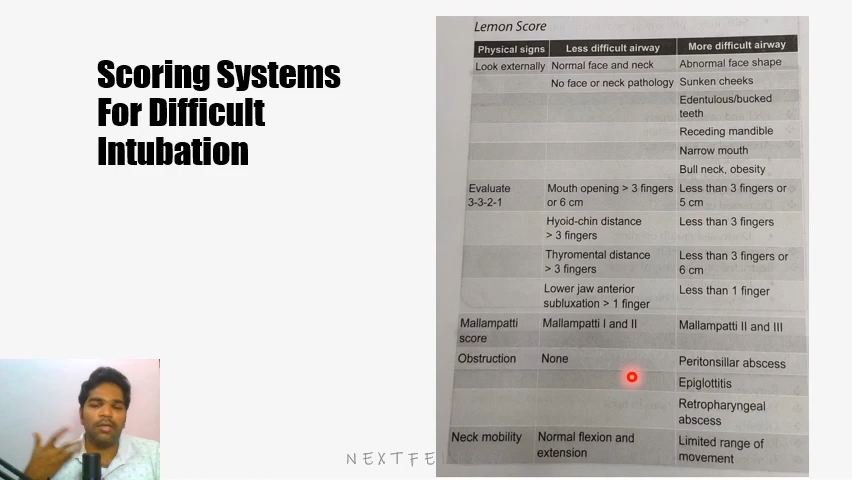 Scoring Systems
For Difficult
Intubation
Lemon Score
Physical signs Less difficult airway More difficult airway
Look externally Normal face and neck Abnormal face shape
No face or neck pathology Sunken cheeks
Edentulous/bucked
teeth
Receding mandible
Narrow mouth
Bull neck, obesity
Evaluate Mouth opening > 3 fingers Less than 3 fingers or
3-3-2-1 or 6 cm 5 cm
Hyoid-chin distance Less than 3 fingers
> 3 fingers
Thyromental distance Less than 3 fingers or
> 3 fingers 6 cm
Lower jaw anterior Less than 1 finger
subluxation > 1 finger
Mallampatti Mallampatti I and II Mallampatti II and III
score
Obstruction None Peritonsillar abscess
Epiglottitis
Retropharyngeal
abscess
Neck mobility Normal flexion and Limited range of
extension movement
NEXTFE